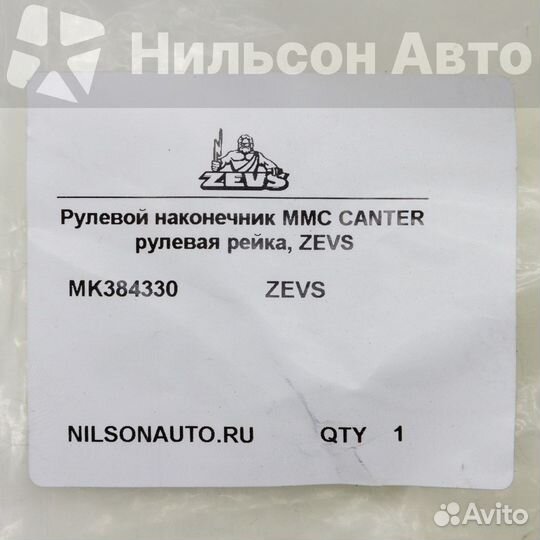 Нильсон Авто
ZEVS
Рулевой наконечник MMC CANTER
рулевая рейка, ZEVS
MK384330 ZEVS
NILSONAUTO.RU QTY 1
Avito